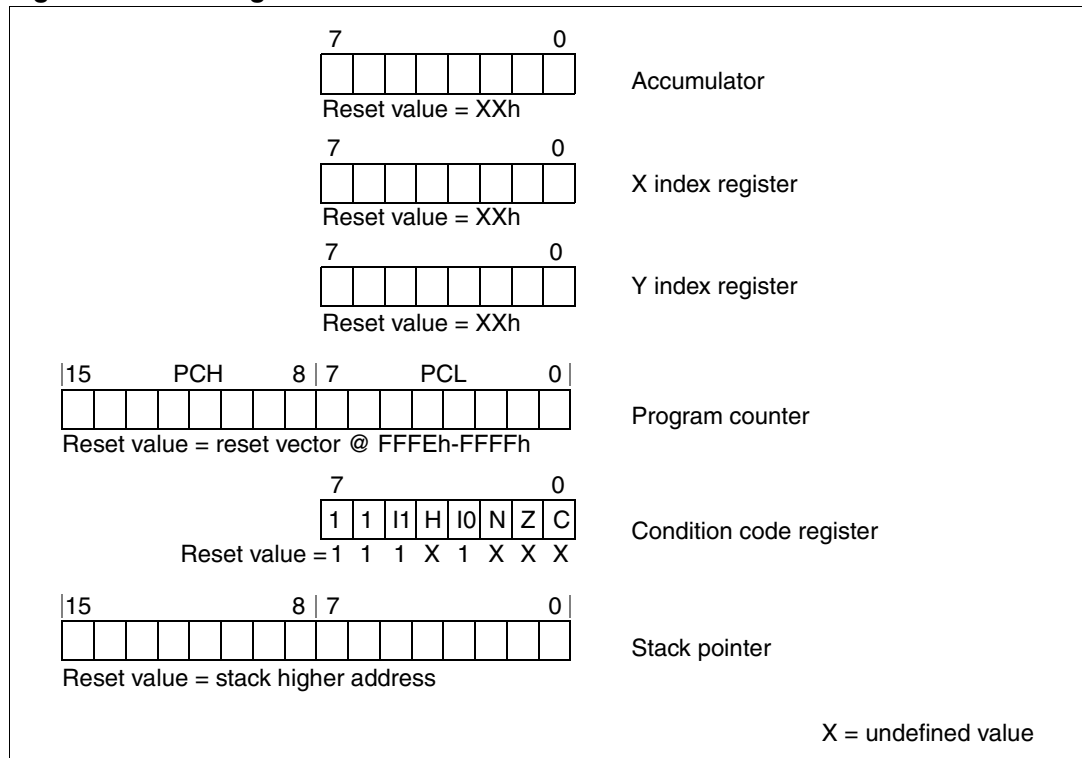 7 0
Accumulator
Reset value = XXh
7 0
X index register
Reset value = XXh
7 0
Y index register
Reset value = XXh
15 PCH 8 7 PCL 0
Program counter
Reset value = reset vector @ FFFEh-FFFFh
7 0
1 1 I1 H I0 N Z C
Condition code register
Reset value = 1 1 1 X 1 X X X
15 8 7 0
Stack pointer
Reset value = stack higher address
X = undefined value